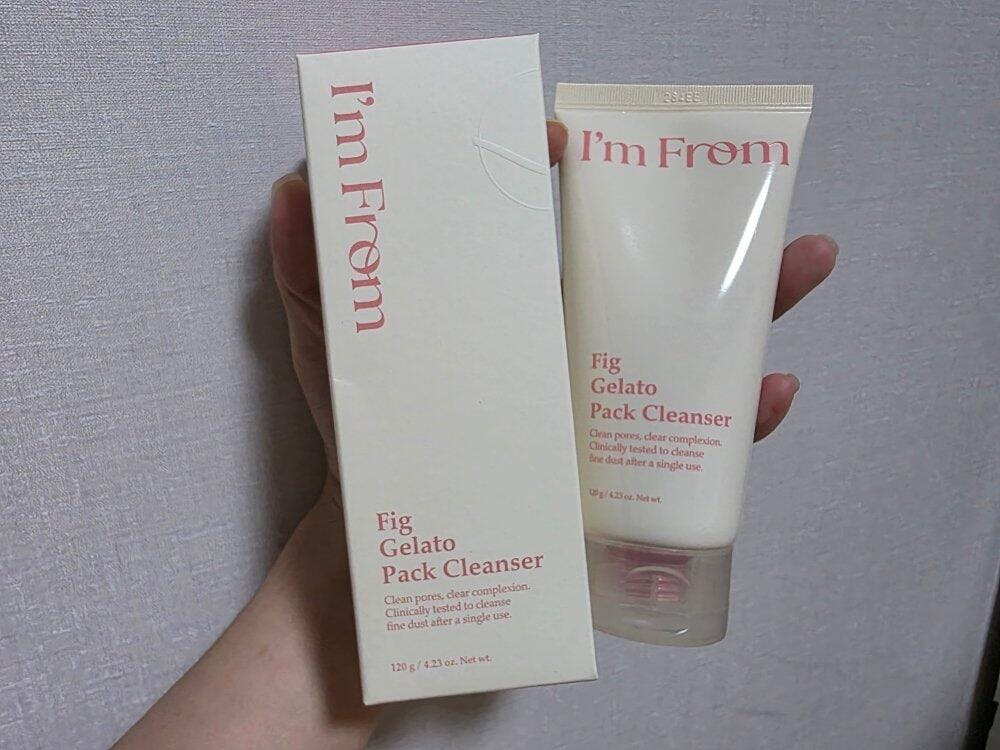 I'm From
Fig
Gelato
Pack Cleanser
Clean pores, clear complexion.
Clinically tested to cleanse
fine dust after a single use.
120 g / 4.23 oz. Net wt.
I'm From
Fig
Gelato
Pack Cleanser
Clean pores, clear complexion.
Clinically tested to cleanse
fine dust after a single use.
120 g / 4.23 oz. Net wt.